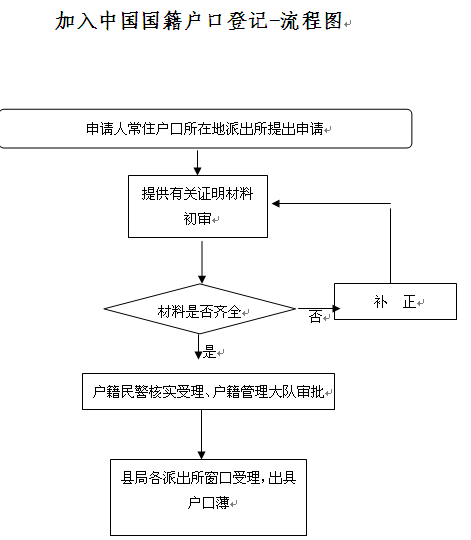 加入中国国籍户口登记-流程图
申请人常住户口所在地派出所提出申请
提供有关证明材料
初审
材料是否齐全
否
补 正
是
户籍民警核实受理、户籍管理大队审批
县局各派出所窗口受理，出具
户口薄